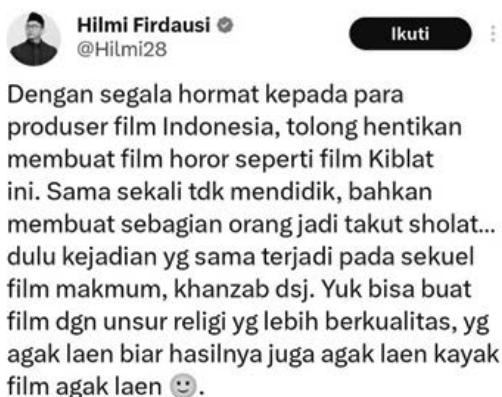 Hilmi Firdausi
@Hilmi28
Ikuti
Dengan segala hormat kepada para
produser film Indonesia, tolong hentikan
membuat film horor seperti film Kiblat
ini. Sama sekali tdk mendidik, bahkan
membuat sebagian orang jadi takut sholat...
dulu kejadian yg sama terjadi pada sekuel
film makmum, khanzab dsj. Yuk bisa buat
film dgn unsur religi yg lebih berkualitas, yg
agak laen biar hasilnya juga agak laen kayak
film agak laen 🙂.